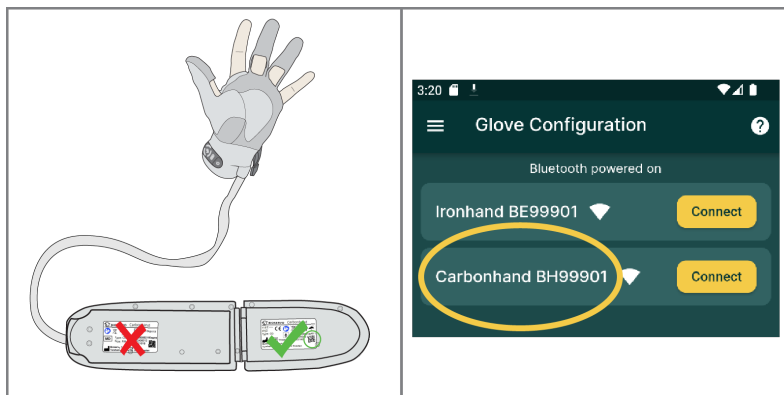 3:20
Glove Configuration
?
Bluetooth powered on
Ironhand BE99901
Connect
Carbonhand BH99901
Connect